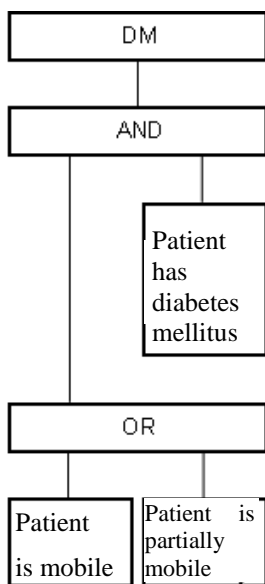 DM
AND
Patient
has
diabetes
mellitus
OR
Patient
is mobile
Patient is
partially
mobile